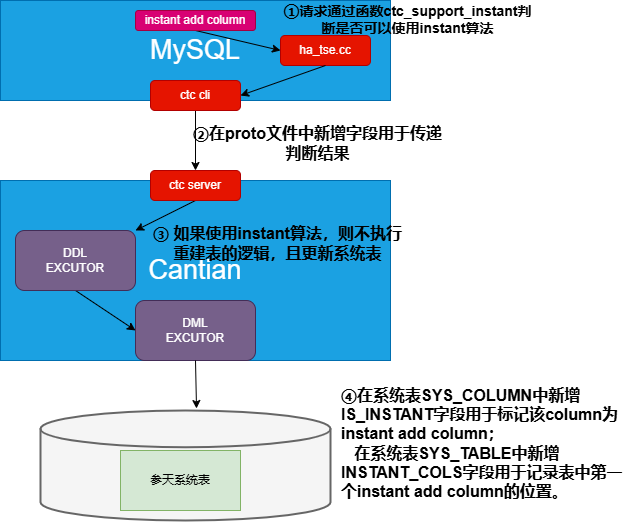 instant add column
①请求通过函数ctc_support_instant判
断是否可以使用instant算法
MySQL
ha_tse.cc
ctc cli
②在proto文件中新增字段用于传递
判断结果
ctc server
③ 如果使用instant算法，则不执行
重建表的逻辑，且更新系统表
DDL
EXCUTOR
Cantian
DML
EXCUTOR
④在系统表SYS_COLUMN中新增
IS_INSTANT字段用于标记该column为
instant add column；
在系统表SYS_TABLE中新增
INSTANT_COLS字段用于记录表中第一
个instant add column的位置。
参天系统表